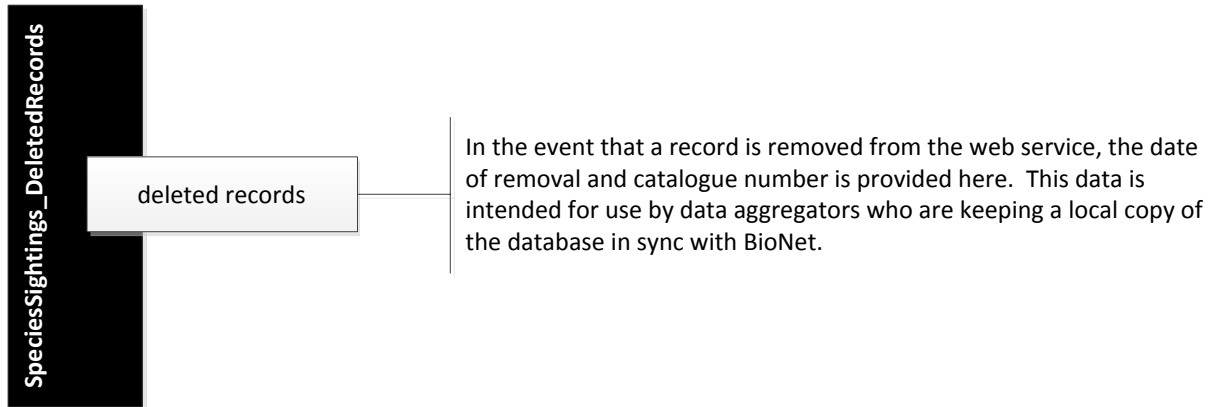 SpeciesSightings_DeletedRecords
deleted records
In the event that a record is removed from the web service, the date
of removal and catalogue number is provided here.  This data is
intended for use by data aggregators who are keeping a local copy of
the database in sync with BioNet.